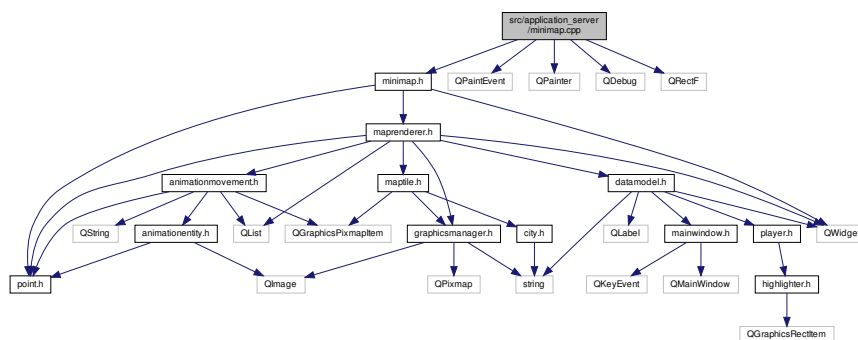 src/application_server
/minimap.cpp
minimap.h
QPaintEvent
QPainter
QDebug
QRectF
maprenderer.h
animationmovement.h
maptile.h
datamodel.h
QString
animationentity.h
QList
QGraphicsPixmapItem
graphicsmanager.h
city.h
QLabel
mainwindow.h
player.h
QWidget
point.h
QImage
QPixmap
string
QKeyEvent
QMainWindow
highlighter.h
QGraphicsRectItem